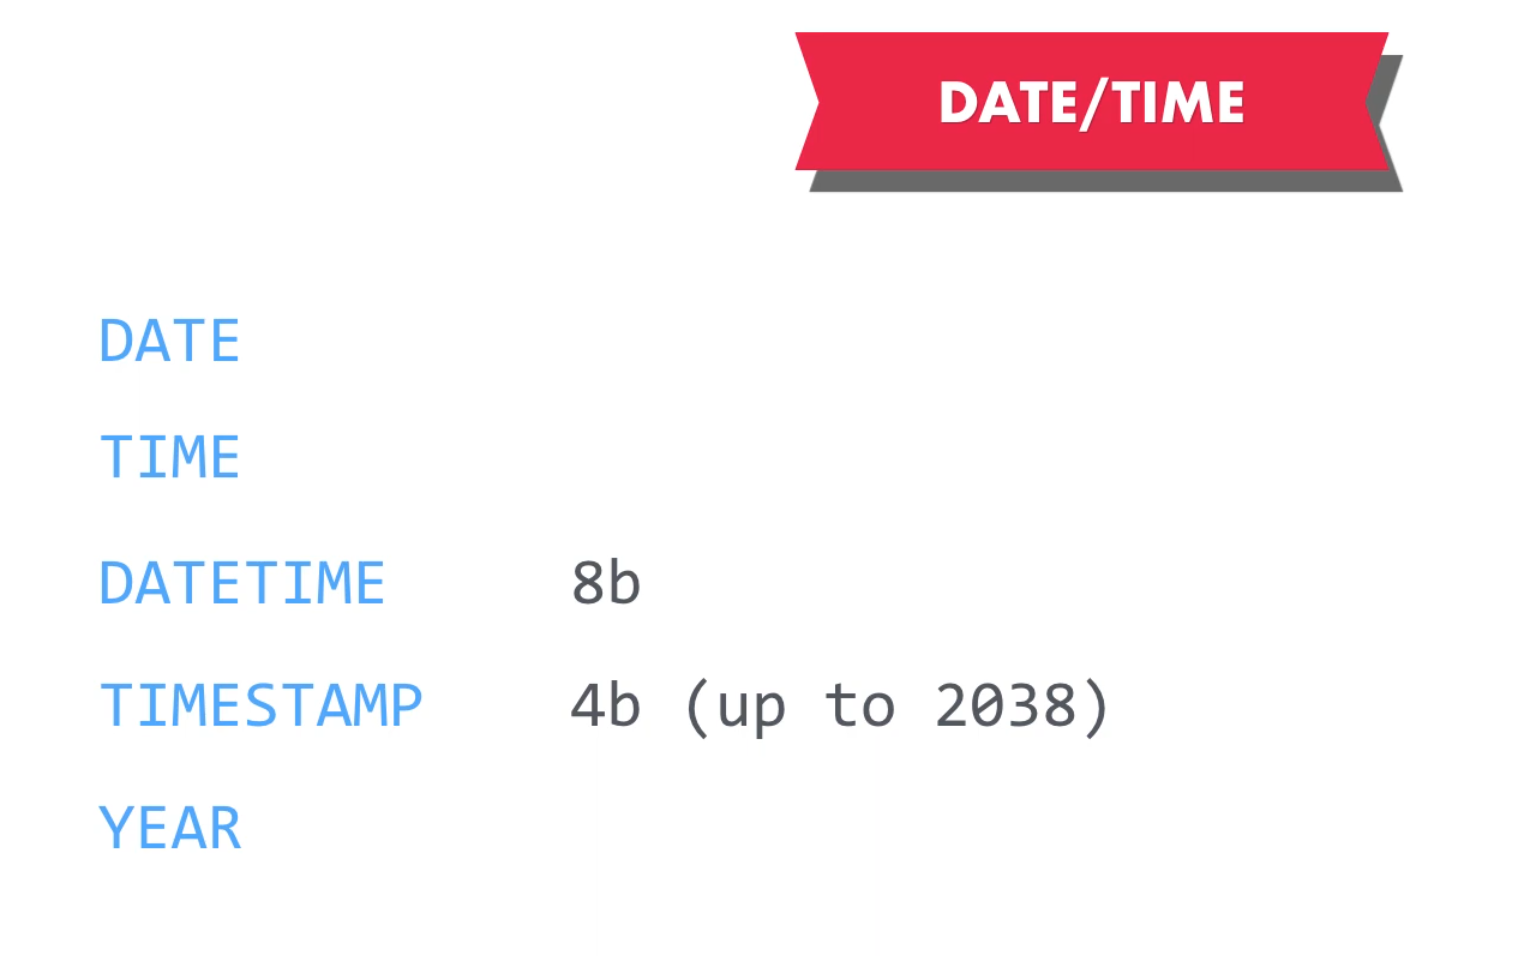 DATE/TIME
DATE
TIME
DATETIME 8b
TIMESTAMP 4b (up to 2038)
YEAR